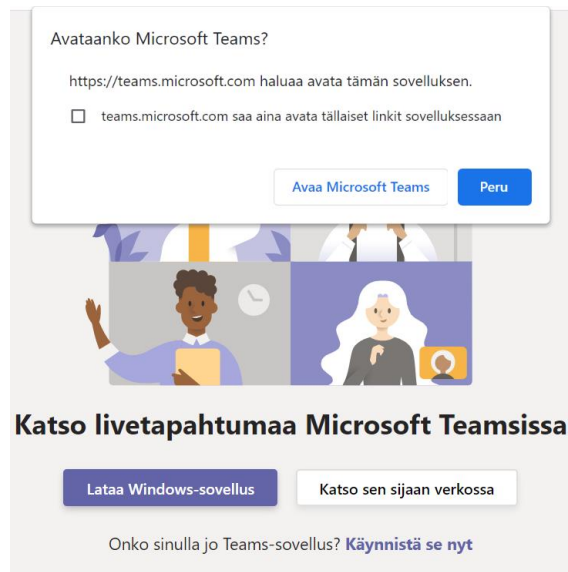 Avataanko Microsoft Teams?
https://teams.microsoft.com haluaa avata tämän sovelluksen.
teams.microsoft.com saa aina avata tällaiset linkit sovelluksessaan
Avaa Microsoft Teams
Peru
Katso livetapahtumaa Microsoft Teamsissa
Lataa Windows-sovellus
Katso sen sijaan verkossa
Onko sinulla jo Teams-sovellus? Käynnistä se nyt